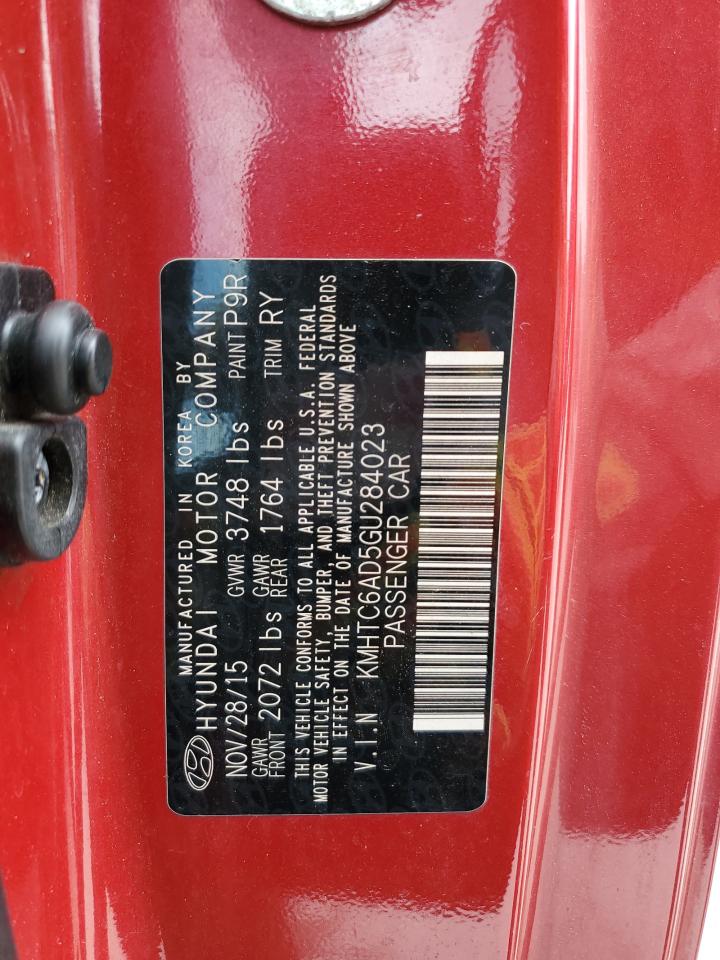 MANUFACTURED IN KOREA BY
HYUNDAI MOTOR COMPANY
NOV/28/15 GVWR 3748 lbs PAINT P9R
GAWR FRONT 2072 lbs GAWR REAR 1764 lbs TRIM RY
THIS VEHICLE CONFORMS TO ALL APPLICABLE U.S.A. FEDERAL
MOTOR VEHICLE SAFETY, BUMPER, AND THEFT PREVENTION STANDARDS
IN EFFECT ON THE DATE OF MANUFACTURE SHOWN ABOVE
V.I.N KMHTC6AD5GU284023
PASSENGER CAR